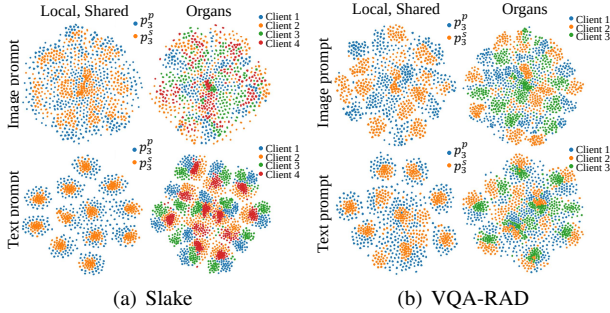 Local, Shared
Organs
Image prompt
p_3^p
p_3^s
Client 1
Client 2
Client 3
Client 4
Text prompt
p_3^p
p_3^s
Client 1
Client 2
Client 3
Client 4
(a) Slake
Local, Shared
Organs
Image prompt
p_3^p
p_3^s
Client 1
Client 2
Client 3
Text prompt
p_3^p
p_3^s
Client 1
Client 2
Client 3
(b) VQA-RAD